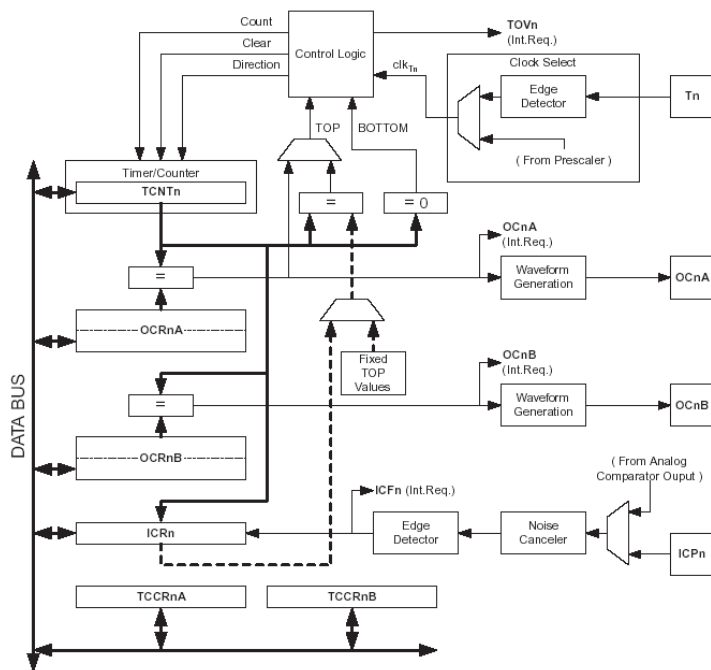 Count
Clear
Direction
Control Logic
TOVn
(Int.Req.)
clkTn
Clock Select
Edge
Detector
Tn
( From Prescaler )
TOP
BOTTOM
Timer/Counter
TCNTn
=
= 0
=
OCnA
(Int.Req.)
Waveform
Generation
OCnA
OCRnA
Fixed
TOP
Values
OCnB
(Int.Req.)
=
Waveform
Generation
OCnB
OCRnB
DATA BUS
( From Analog
Comparator Ouput )
ICFn (Int.Req.)
ICRn
Edge
Detector
Noise
Canceler
ICPn
TCCRnA
TCCRnB